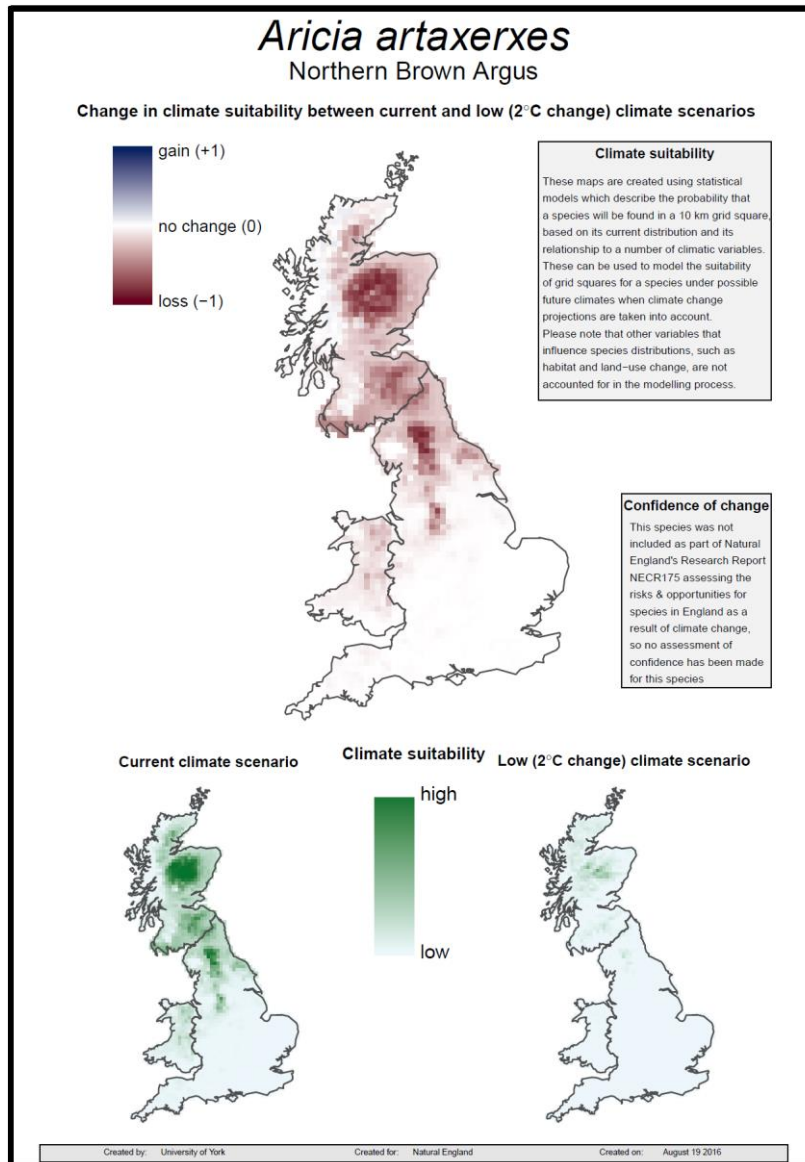 Aricia artaxerxes
Northern Brown Argus
Change in climate suitability between current and low (2°C change) climate scenarios
gain (+1)
no change (0)
loss (−1)
Climate suitability
These maps are created using statistical
models which describe the probability that
a species will be found in a 10 km grid square,
based on its current distribution and its
relationship to a number of climatic variables.
These can be used to model the suitability
of grid squares for a species under possible
future climates when climate change
projections are taken into account.
Please note that other variables that
influence species distributions, such as
habitat and land−use change, are not
accounted for in the modelling process.
Confidence of change
This species was not
included as part of Natural
England's Research Report
NECR175 assessing the
risks & opportunities for
species in England as a
result of climate change,
so no assessment of
confidence has been made
for this species
Current climate scenario
Climate suitability
high
low
Low (2°C change) climate scenario
Created by: University of York Created for: Natural England Created on: August 19 2016